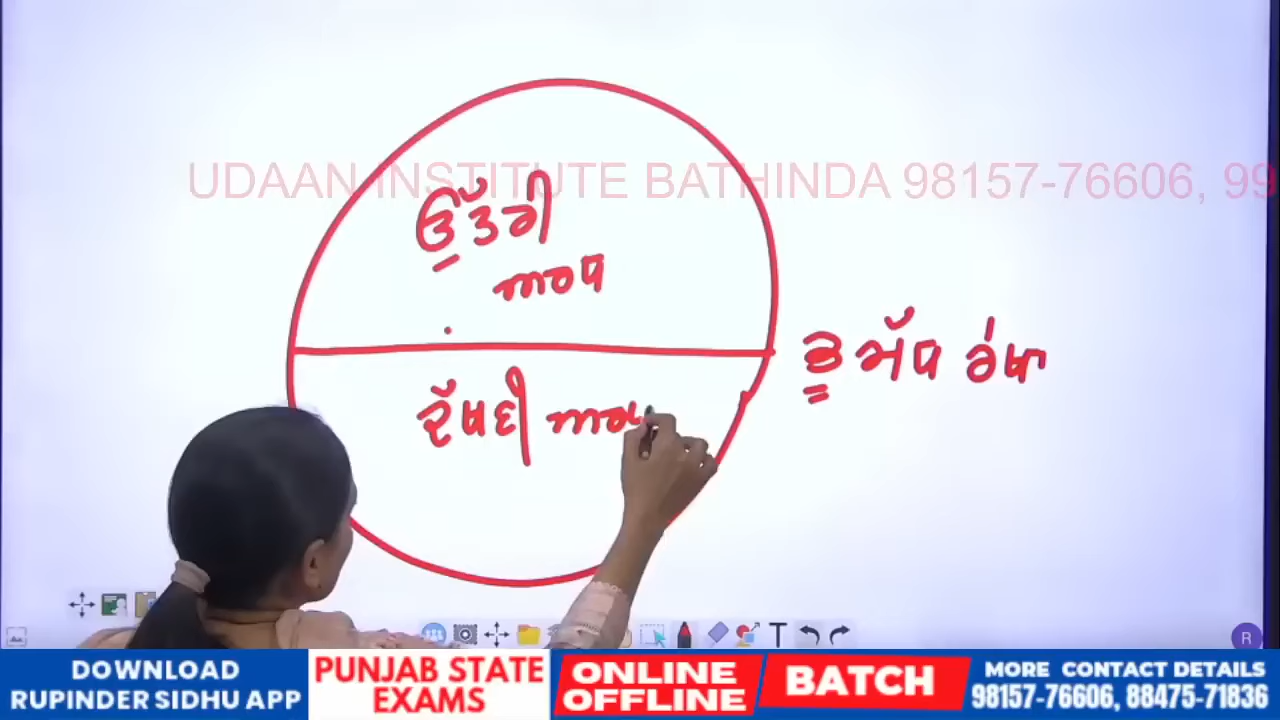 UDAAN INSTITUTE BATHINDA 98157-76606, 99
ਉੱਤਰੀ
ਗੋਲਾਰਧ
ਭੂ ਮੱਧ ਰੇਖਾ
ਦੱਖਣੀ
R
DOWNLOAD
RUPINDER SIDHU APP
PUNJAB STATE
EXAMS
ONLINE
OFFLINE
BATCH
MORE CONTACT DETAILS
98157-76606, 88475-71836